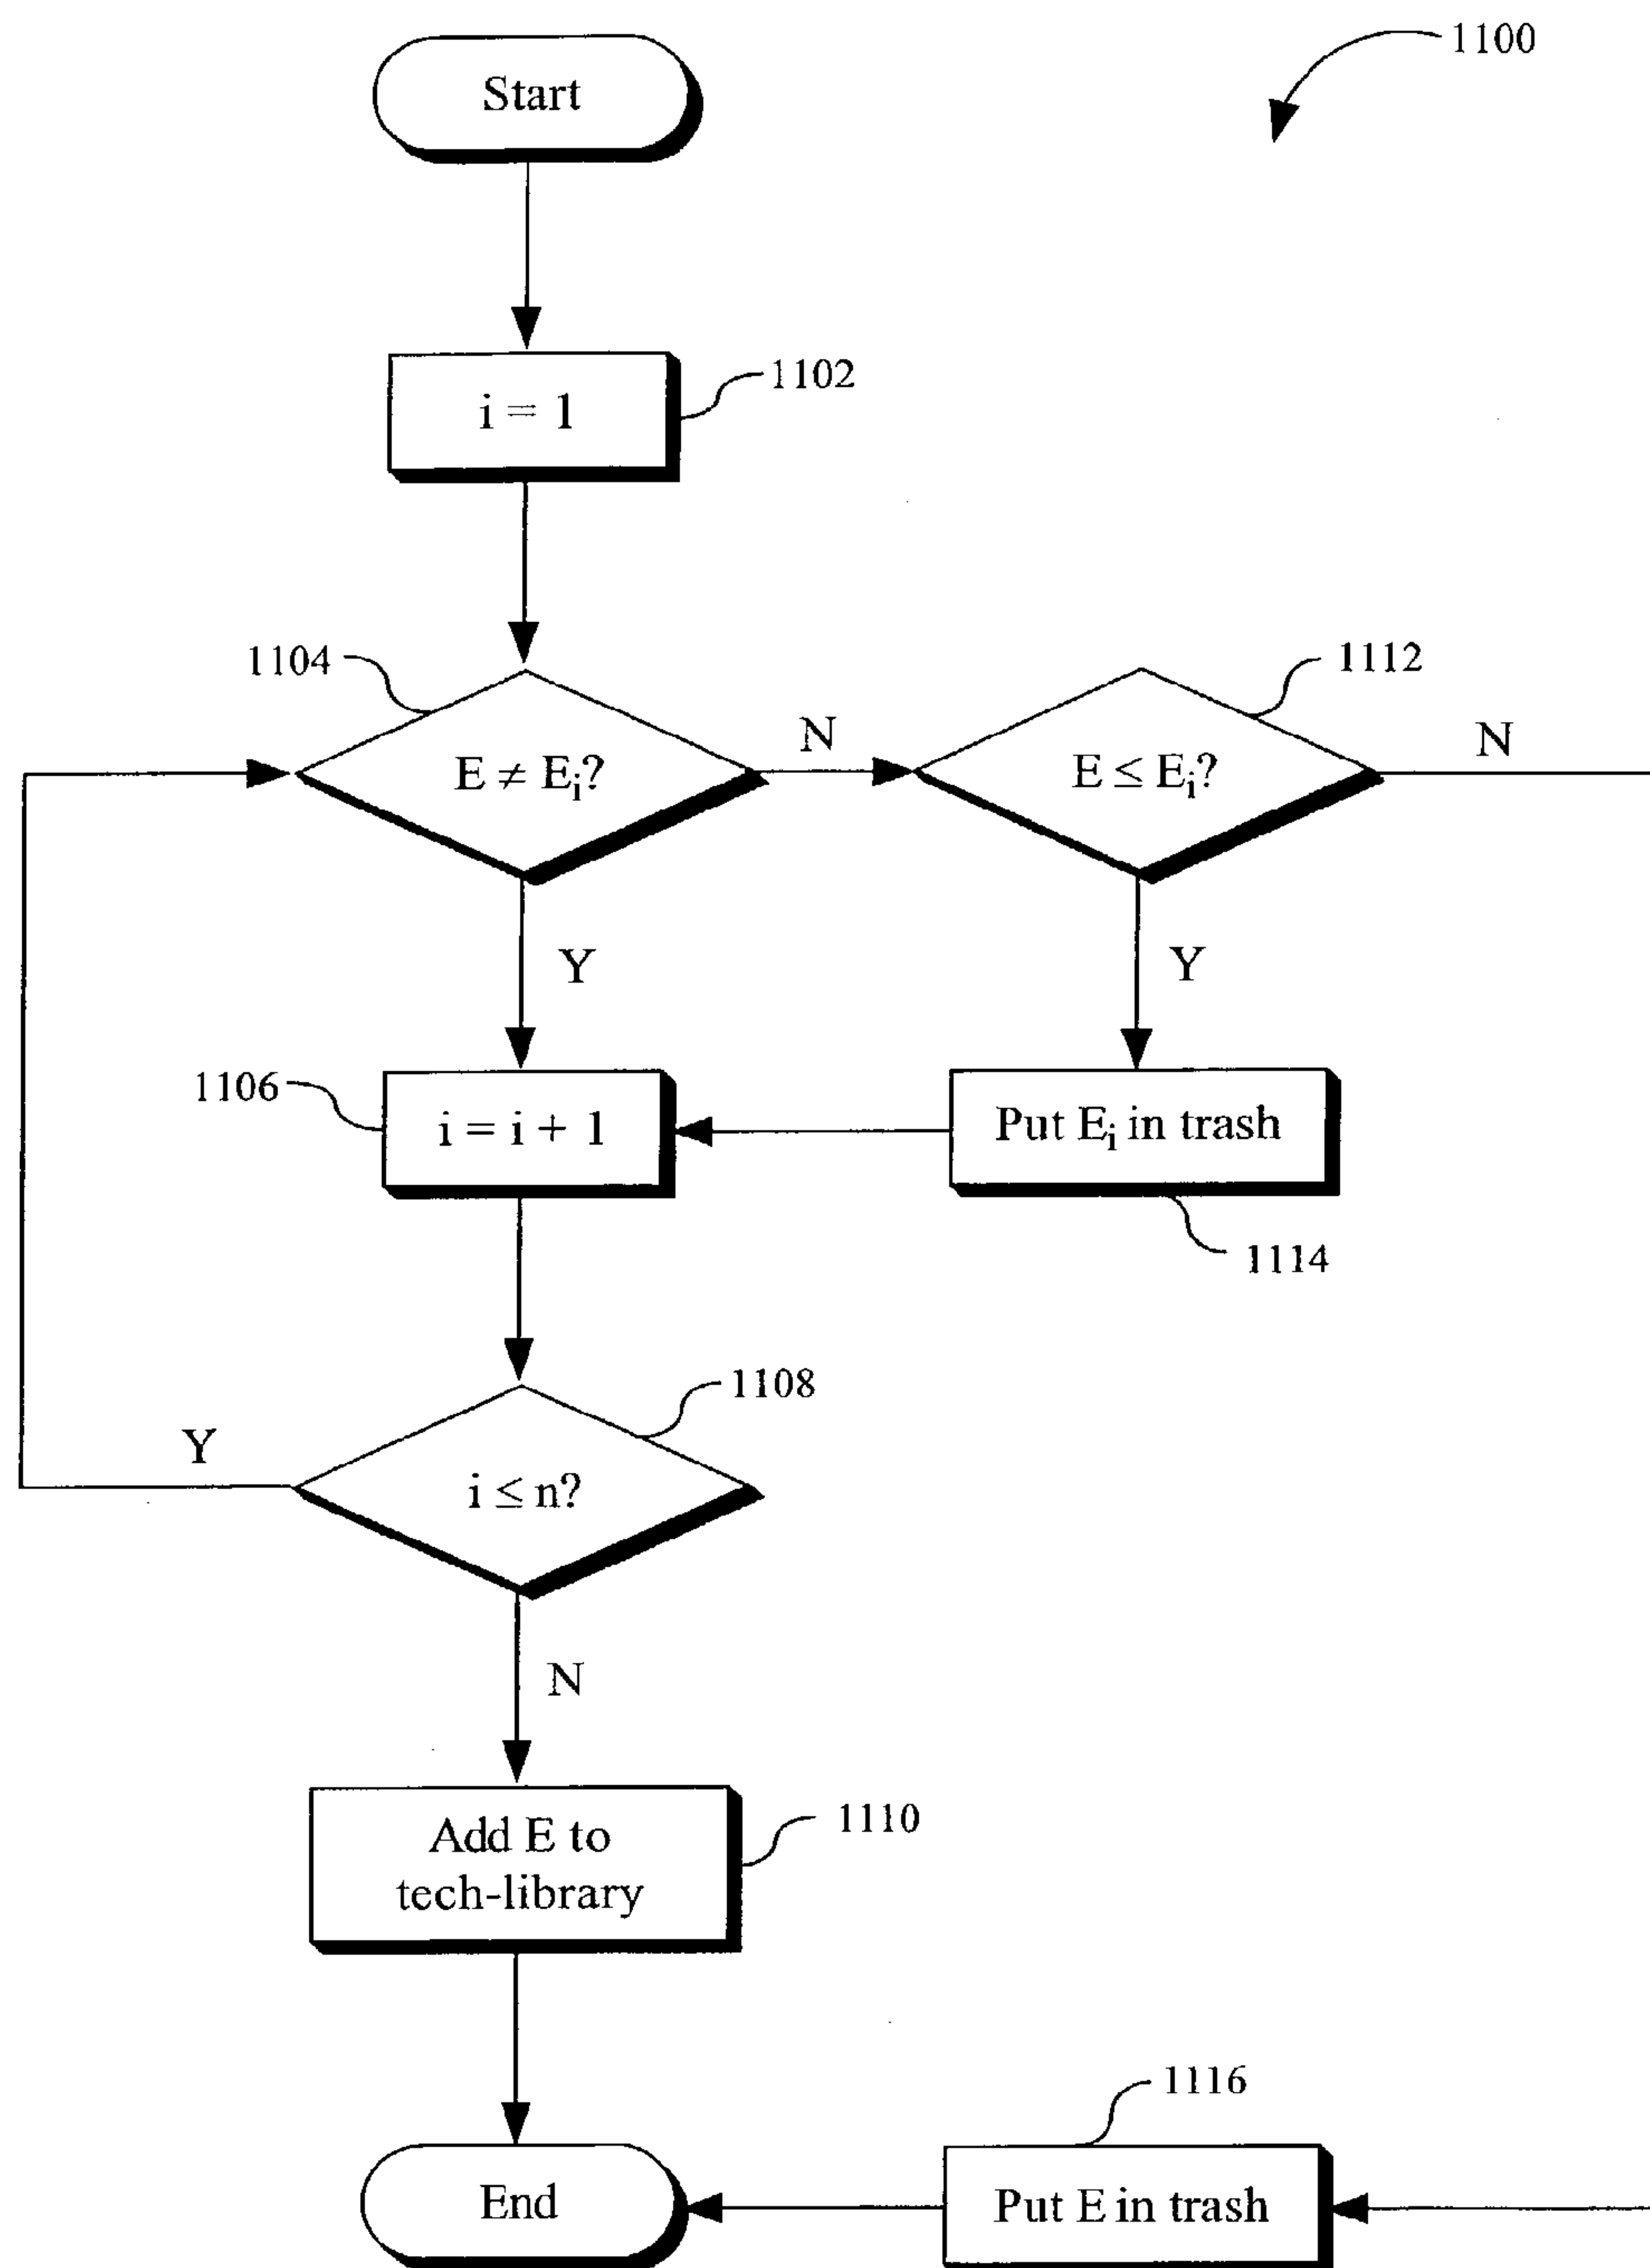 1100
Start
i = 1
1102
1104
E ≠ Ei?
N
1112
E ≤ Ei?
N
Y
Y
1106
i = i + 1
Put Ei in trash
1114
1108
i ≤ n?
Y
N
Add E to
tech-library
1110
1116
End
Put E in trash